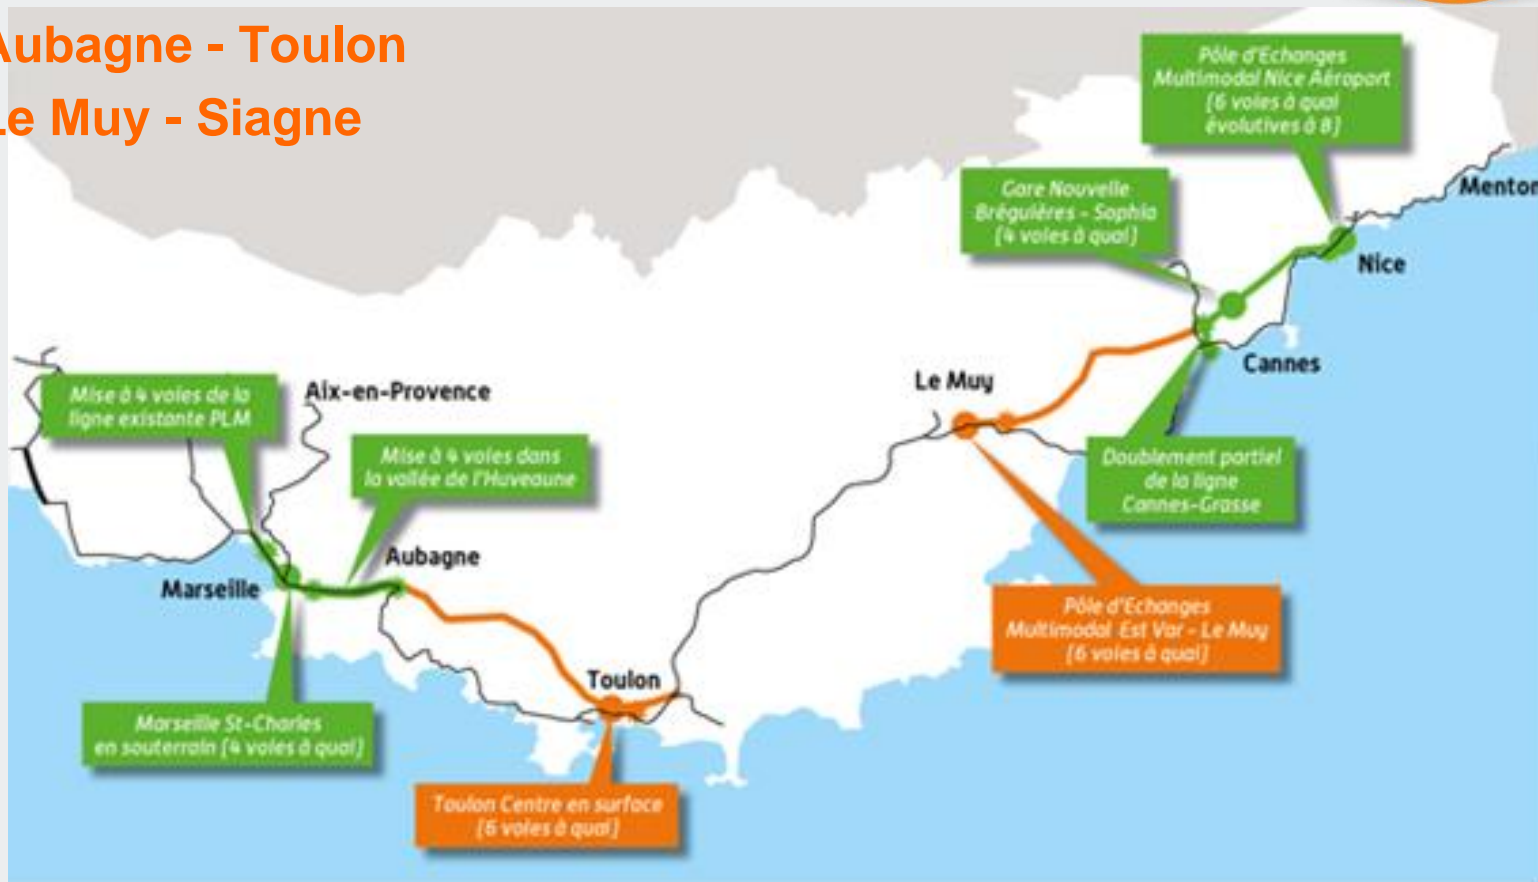 Aubagne - Toulon
Le Muy - Siagne
Pôle d'Echanges
Multimodal Nice Aéroport
(6 voies à quai
évolutives à 8)
Gare Nouvelle
Bréguières - Sophia
(4 voies à quai)
Menton
Nice
Cannes
Le Muy
Mise à 4 voies de la
ligne existante PLM
Aix-en-Provence
Mise à 4 voies dans
la vallée de l'Huveaune
Doublement partiel
de la ligne
Cannes-Grasse
Aubagne
Marseille
Pôle d'Echanges
Multimodal Est Var - Le Muy
(6 voies à quai)
Toulon
Marseille St-Charles
en souterrain (4 voies à quai)
Toulon Centre en surface
(6 voies à quai)